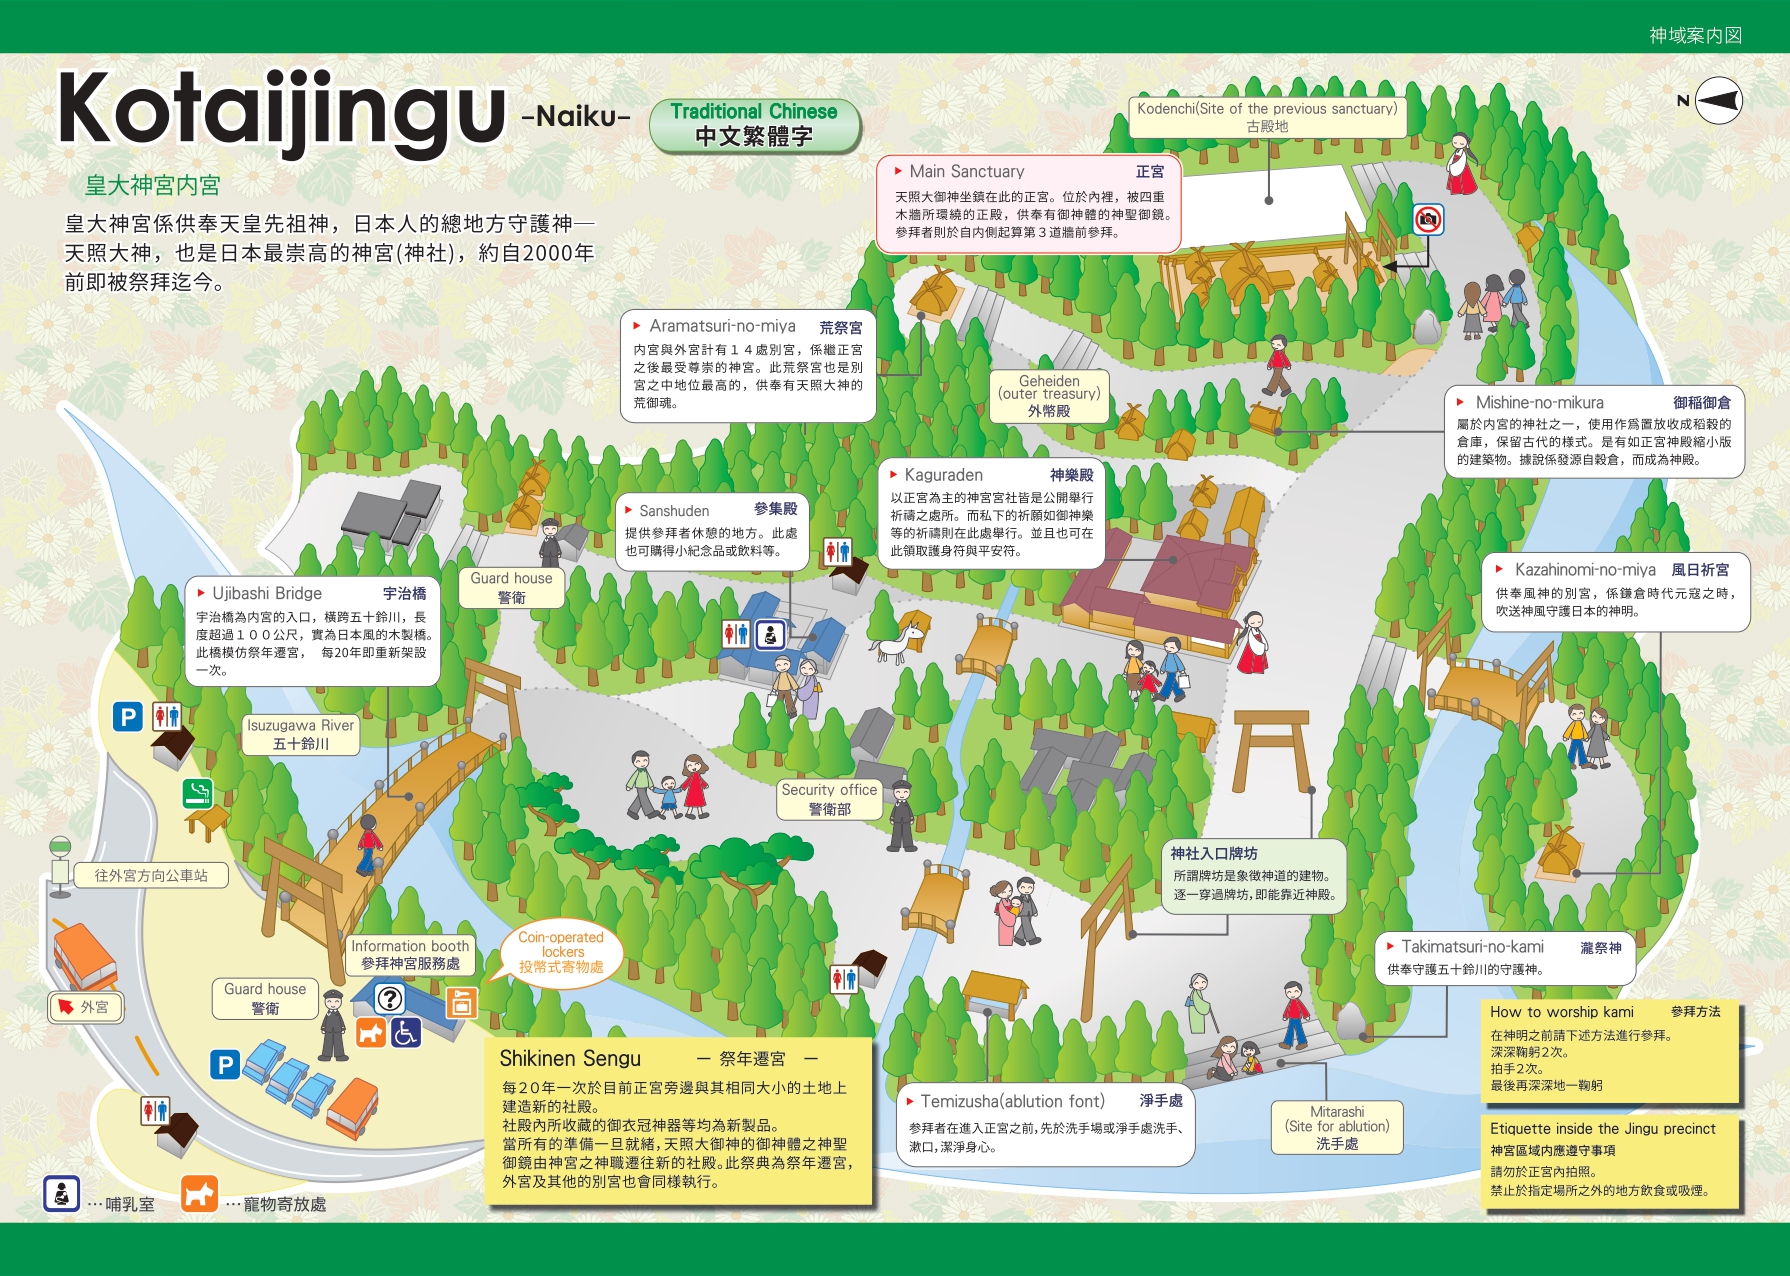 神域案内図
Kotaijingu –Naiku–
Traditional Chinese
中文繁體字
皇大神宮内宮
皇大神宮係供奉天皇先祖神，日本人的總地方守護神—
天照大神，也是日本最崇高的神宮(神社)，約自2000年
前即被祭拜迄今。
N
Kodenchi(Site of the previous sanctuary)
古殿地
Main Sanctuary 正宮
天照大御神坐鎮在此的正宮。位於內裡，被四重
木牆所環繞的正殿，供奉有御神體的神聖御鏡。
參拜者則於自内側起算第３道牆前參拜。
Aramatsuri-no-miya 荒祭宮
内宮與外宮計有１４處別宮，係繼正宮
之後最受尊崇的神宮。此荒祭宮也是別
宮之中地位最高的，供奉有天照大神的
荒御魂。
Geheiden
(outer treasury)
外幣殿
Mishine-no-mikura 御稻御倉
屬於内宮的神社之一，使用作爲置放收成稻穀的
倉庫，保留古代的樣式。是有如正宮神殿縮小版
的建築物。據說係發源自穀倉，而成為神殿。
Kaguraden 神樂殿
以正宮為主的神宮宮社皆是公開舉行
祈禱之處所。而私下的祈願如御神樂
等的祈禱則在此處舉行。並且也可在
此領取護身符與平安符。
Sanshuden 參集殿
提供參拜者休憩的地方。此處
也可購得小紀念品或飲料等。
Guard house
警衛
Kazahinomi-no-miya 風日祈宮
供奉風神的別宮，係鎌倉時代元寇之時，
吹送神風守護日本的神明。
Ujibashi Bridge 宇治橋
宇治橋為内宮的入口，橫跨五十鈴川，長
度超過１００公尺，實為日本風的木製橋。
此橋模仿祭年遷宮， 每20年即重新架設
一次。
P
Isuzugawa River
五十鈴川
Security office
警衛部
神社入口牌坊
所謂牌坊是象徵神道的建物。
逐一穿過牌坊,即能靠近神殿。
往外宮方向公車站
Information booth
參拜神宮服務處
Coin-operated
lockers
投幣式寄物處
Takimatsuri-no-kami 瀧祭神
供奉守護五十鈴川的守護神。
Guard house
警衛
外宮
?
P
How to worship kami 參拜方法
在神明之前請下述方法進行參拜。
深深鞠躬2次。
拍手2次。
最後再深深地一鞠躬
Shikinen Sengu — 祭年遷宮 —
每２０年一次於目前正宮旁邊與其相同大小的土地上
建造新的社殿。
社殿內所收藏的御衣冠神器等均為新製品。
當所有的準備一旦就緒,天照大御神的御神體之神聖
御鏡由神宮之神職遷往新的社殿。此祭典為祭年遷宮，
外宮及其他的別宮也會同樣執行。
Temizusha(ablution font) 淨手處
參拜者在進入正宮之前,先於洗手場或淨手處洗手、
漱口,潔淨身心。
Mitarashi
(Site for ablution)
洗手處
Etiquette inside the Jingu precinct
神宮區域内應遵守事項
請勿於正宮內拍照。
禁止於指定場所之外的地方飲食或吸煙。
…哺乳室
…寵物寄放處